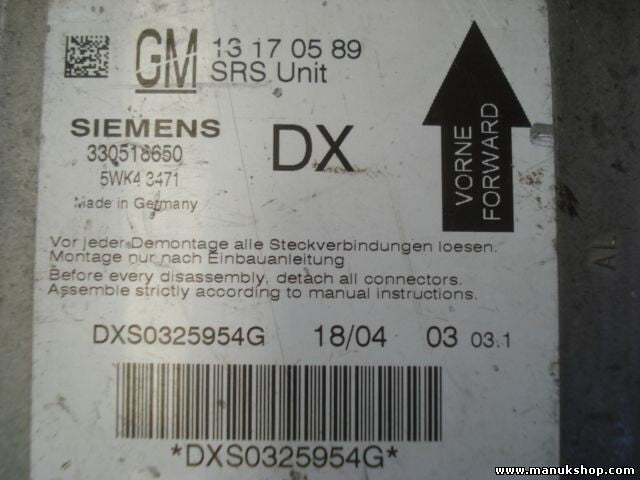 GM 13 17 05 89
SRS Unit
SIEMENS DX
330518650
5WK4 3471
Made in Germany
VORNE
FORWARD
Vor jeder Demontage alle Steckverbindungen loesen.
Montage nur nach Einbauanleitung
Before every disassembly, detach all connectors.
Assemble strictly according to manual instructions.
DXS0325954G 18/04 03 03.1
*DXS0325954G*
AL
www.manukshop.com